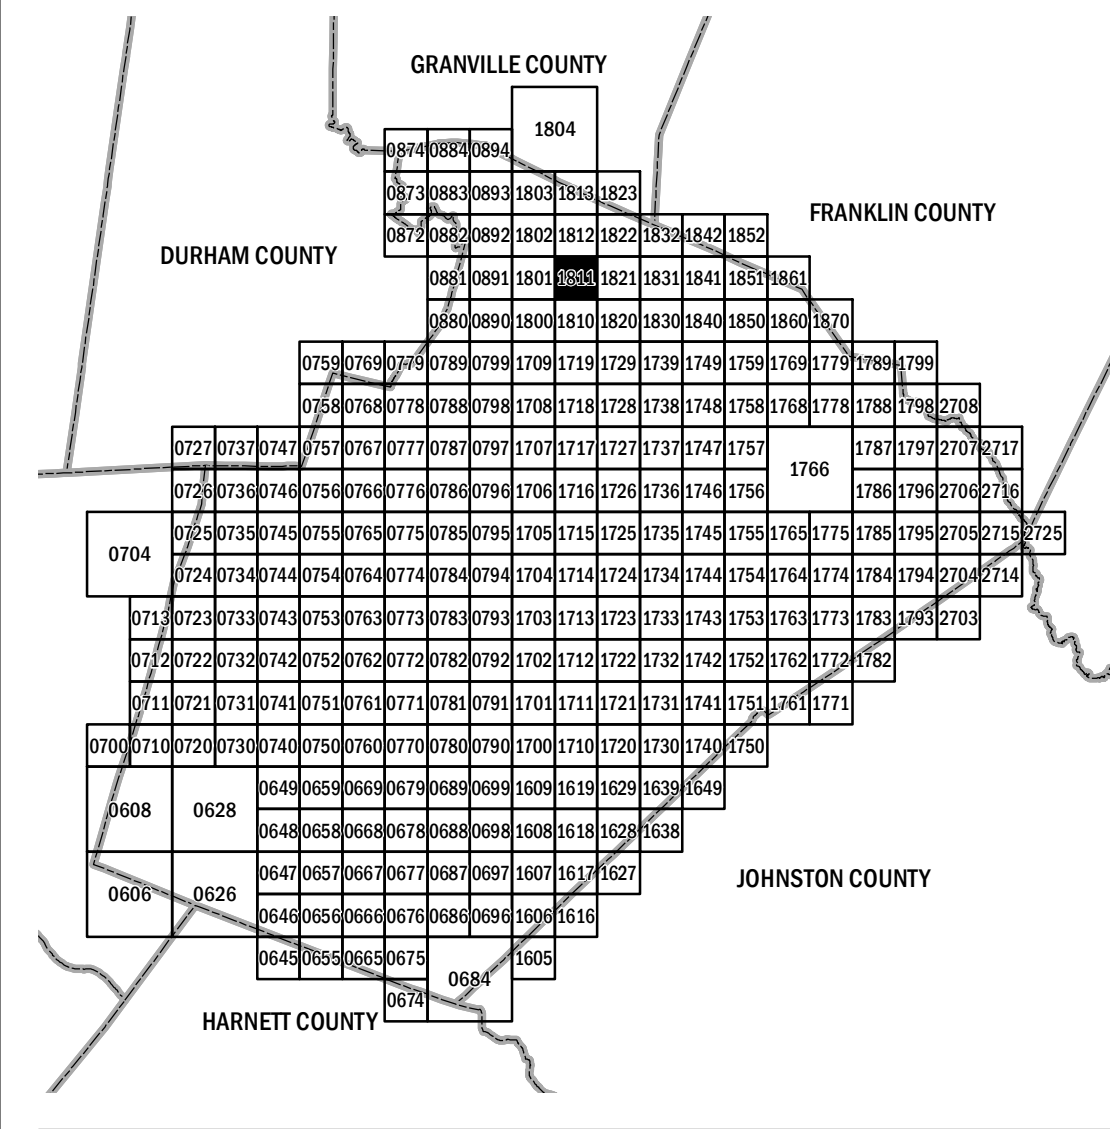 GRANVILLE COUNTY
1804
0874 0884 0894
0873 0883 0893 1803 1813 1823
FRANKLIN COUNTY
0872 0882 0892 1802 1812 1822 1832 1842 1852
DURHAM COUNTY
0881 0891 1801 1811 1821 1831 1841 1851 1861
0880 0890 1800 1810 1820 1830 1840 1850 1860 1870
0759 0769 0779 0789 0799 1709 1719 1729 1739 1749 1759 1769 1779 1789 1799
0758 0768 0778 0788 0798 1708 1718 1728 1738 1748 1758 1768 1778 1788 1798 2708
0727 0737 0747 0757 0767 0777 0787 0797 1707 1717 1727 1737 1747 1757 1787 1797 2707 2717
1766
0726 0736 0746 0756 0766 0776 0786 0796 1706 1716 1726 1736 1746 1756 1786 1796 2706 2716
0725 0735 0745 0755 0765 0775 0785 0795 1705 1715 1725 1735 1745 1755 1765 1775 1785 1795 2705 2715 2725
0704
0724 0734 0744 0754 0764 0774 0784 0794 1704 1714 1724 1734 1744 1754 1764 1774 1784 1794 2704 2714
0713 0723 0733 0743 0753 0763 0773 0783 0793 1703 1713 1723 1733 1743 1753 1763 1773 1783 1793 2703
0712 0722 0732 0742 0752 0762 0772 0782 0792 1702 1712 1722 1732 1742 1752 1762 1772 1782
0711 0721 0731 0741 0751 0761 0771 0781 0791 1701 1711 1721 1731 1741 1751 1761 1771
0700 0710 0720 0730 0740 0750 0760 0770 0780 0790 1700 1710 1720 1730 1740 1750
0649 0659 0669 0679 0689 0699 1609 1619 1629 1639 1649
0608 0628
0648 0658 0668 0678 0688 0698 1608 1618 1628 1638
0647 0657 0667 0677 0687 0697 1607 1617 1627
JOHNSTON COUNTY
0606 0626
0646 0656 0666 0676 0686 0696 1606 1616
0645 0655 0665 0675 1605
0684
0674
HARNETT COUNTY